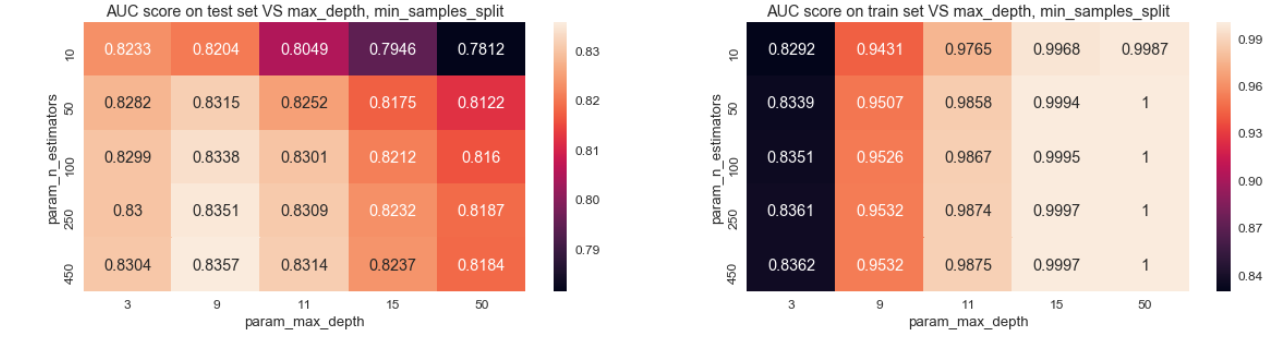 AUC score on test set VS max_depth, min_samples_split
param_n_estimators
10 0.8233 0.8204 0.8049 0.7946 0.7812
50 0.8282 0.8315 0.8252 0.8175 0.8122
100 0.8299 0.8338 0.8301 0.8212 0.816
250 0.83 0.8351 0.8309 0.8232 0.8187
450 0.8304 0.8357 0.8314 0.8237 0.8184
3 9 11 15 50
param_max_depth
0.83
0.82
0.81
0.80
0.79
AUC score on train set VS max_depth, min_samples_split
param_n_estimators
10 0.8292 0.9431 0.9765 0.9968 0.9987
50 0.8339 0.9507 0.9858 0.9994 1
100 0.8351 0.9526 0.9867 0.9995 1
250 0.8361 0.9532 0.9874 0.9997 1
450 0.8362 0.9532 0.9875 0.9997 1
3 9 11 15 50
param_max_depth
0.99
0.96
0.93
0.90
0.87
0.84